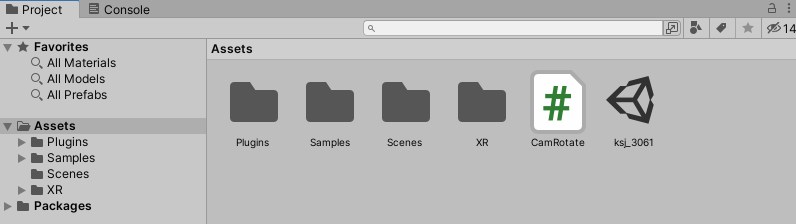 Project
Console
14
Favorites
All Materials
All Models
All Prefabs
Assets
Plugins
Samples
Scenes
XR
Packages
Assets
Plugins
Samples
Scenes
XR
#
CamRotate
ksj_3061